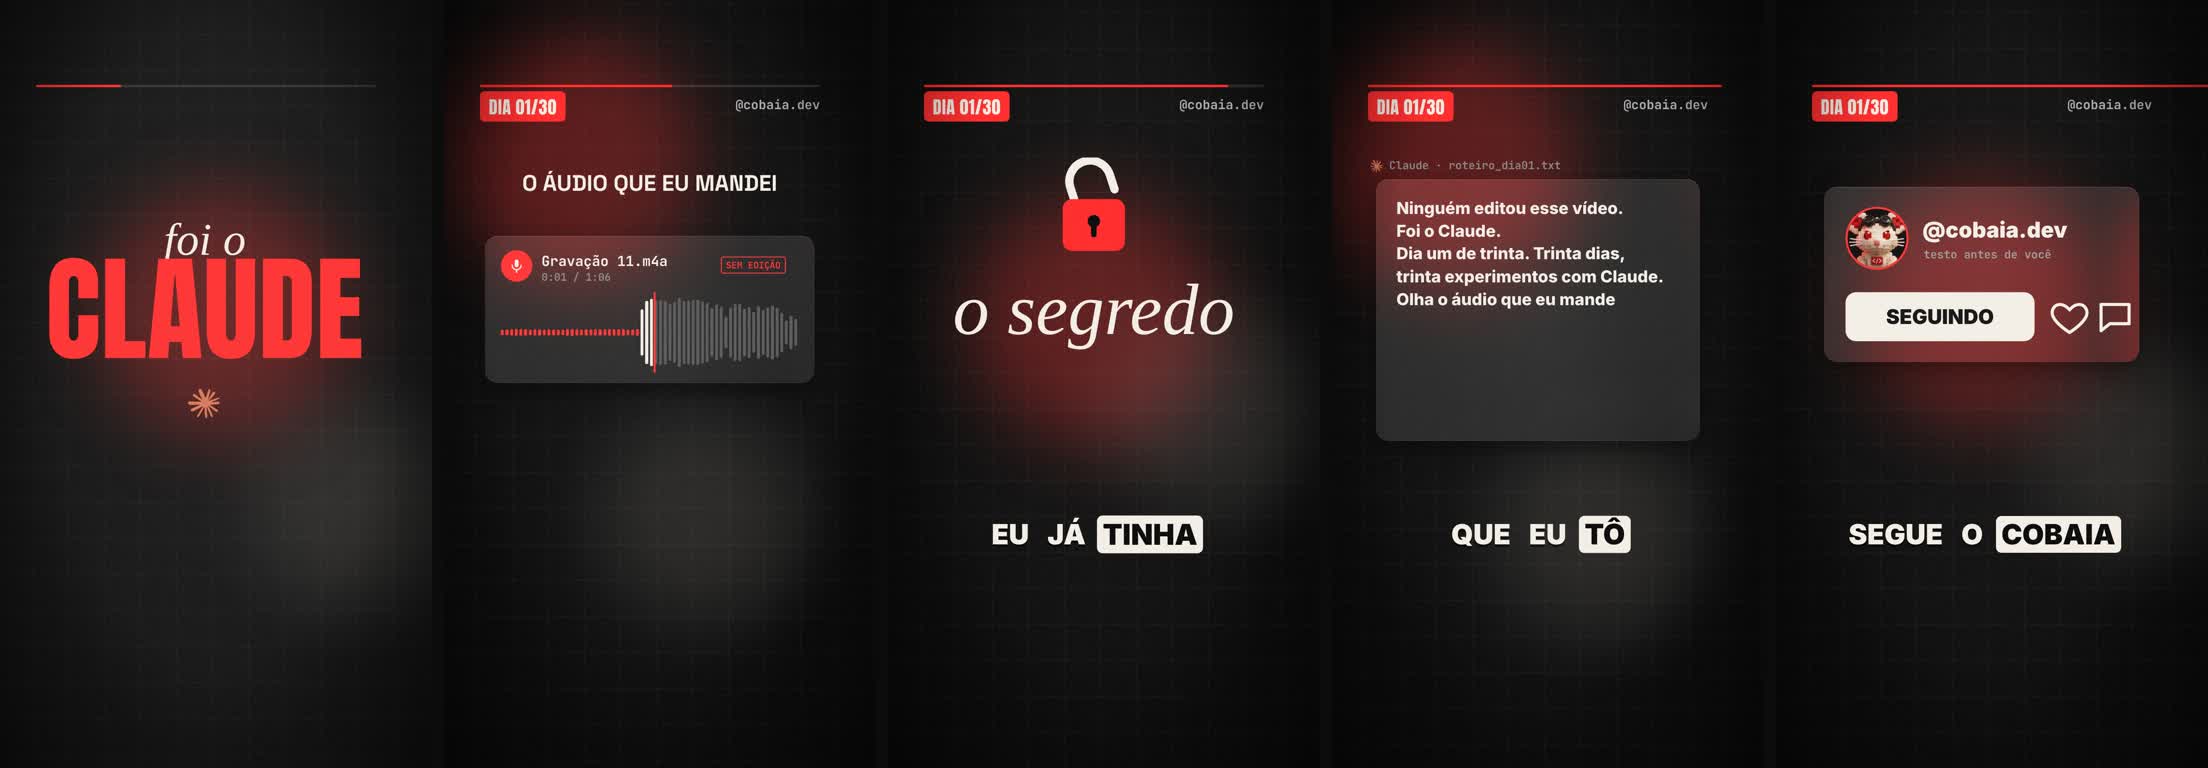 foi o
CLAUDE
DIA 01/30
@cobaia.dev
O ÁUDIO QUE EU MANDEI
Gravação 11.m4a
0:01 / 1:06
SEM EDIÇÃO
DIA 01/30
@cobaia.dev
o segredo
EU JÁ TINHA
DIA 01/30
@cobaia.dev
Claude · roteiro_dia01.txt
Ninguém editou esse vídeo.
Foi o Claude.
Dia um de trinta. Trinta dias,
trinta experimentos com Claude.
Olha o áudio que eu mande
QUE EU TÔ
DIA 01/30
@cobaia.dev
@cobaia.dev
testo antes de você
SEGUINDO
SEGUE O COBAIA